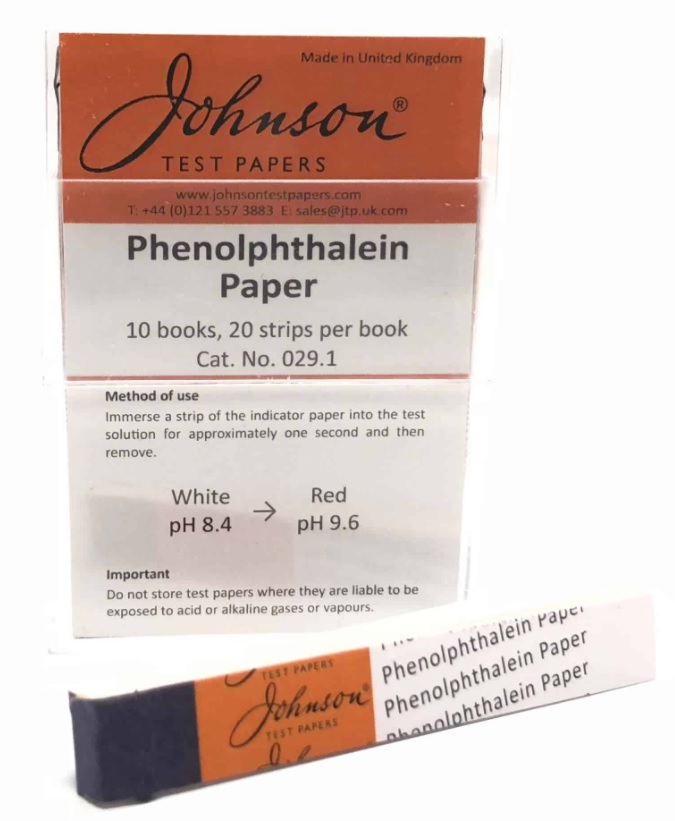 Made in United Kingdom
Johnson®
TEST PAPERS
www.johnsontestpapers.com
T: +44 (0)121 557 3883 E: sales@jtp.uk.com
Phenolphthalein
Paper
10 books, 20 strips per book
Cat. No. 029.1
Method of use
Immerse a strip of the indicator paper into the test
solution for approximately one second and then
remove.
White → Red
pH 8.4 pH 9.6
Important
Do not store test papers where they are liable to be
exposed to acid or alkaline gases or vapours.
TEST PAPERS
Johnson®
TEST PAPERS
Phenolphthalein Paper
Phenolphthalein Paper
Phenolphthalein Paper